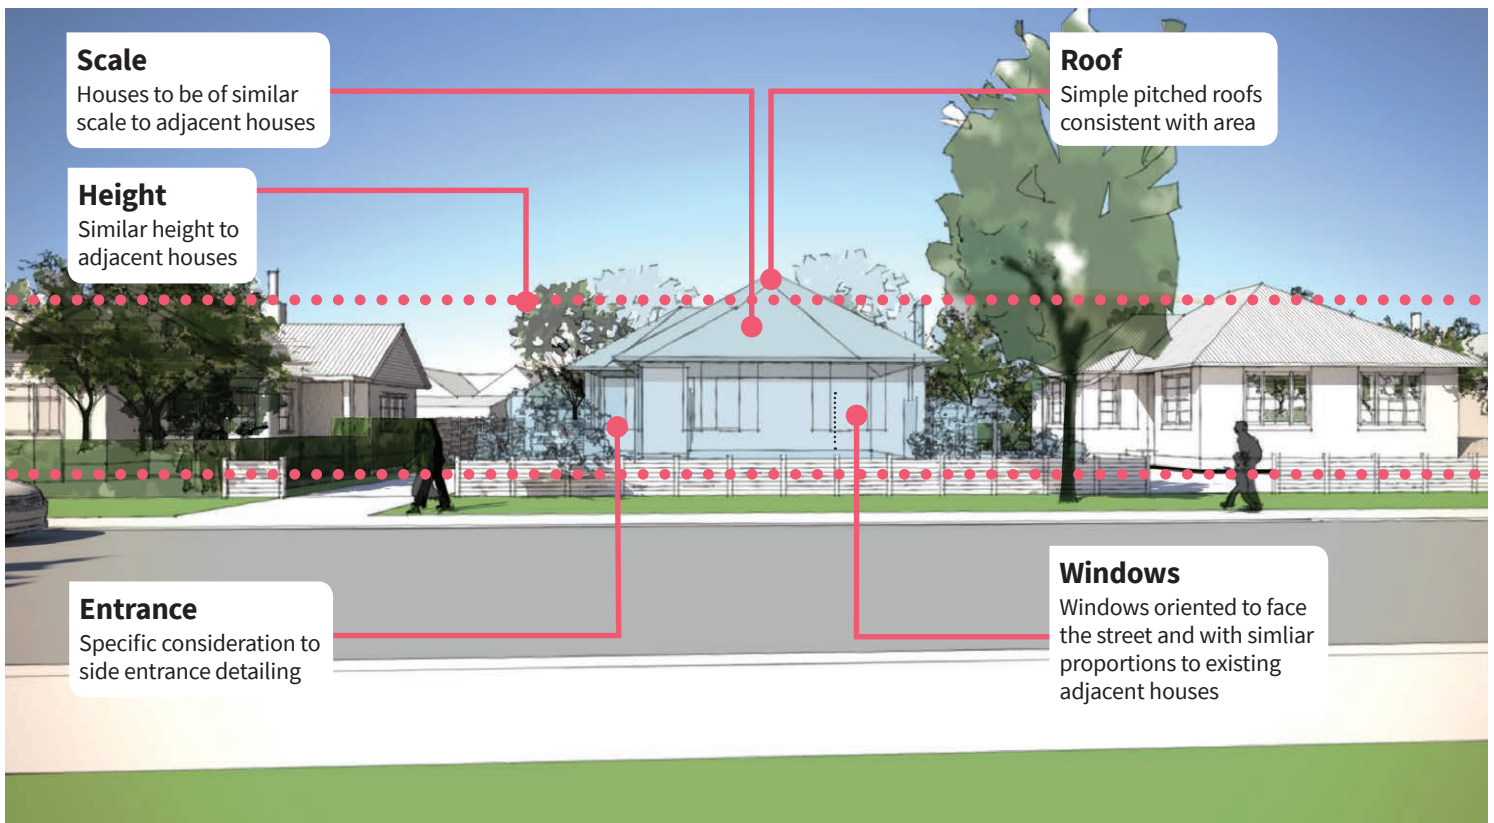 Scale
Houses to be of similar
scale to adjacent houses
Height
Similar height to
adjacent houses
Roof
Simple pitched roofs
consistent with area
Entrance
Specific consideration to
side entrance detailing
Windows
Windows oriented to face
the street and with simliar
proportions to existing
adjacent houses